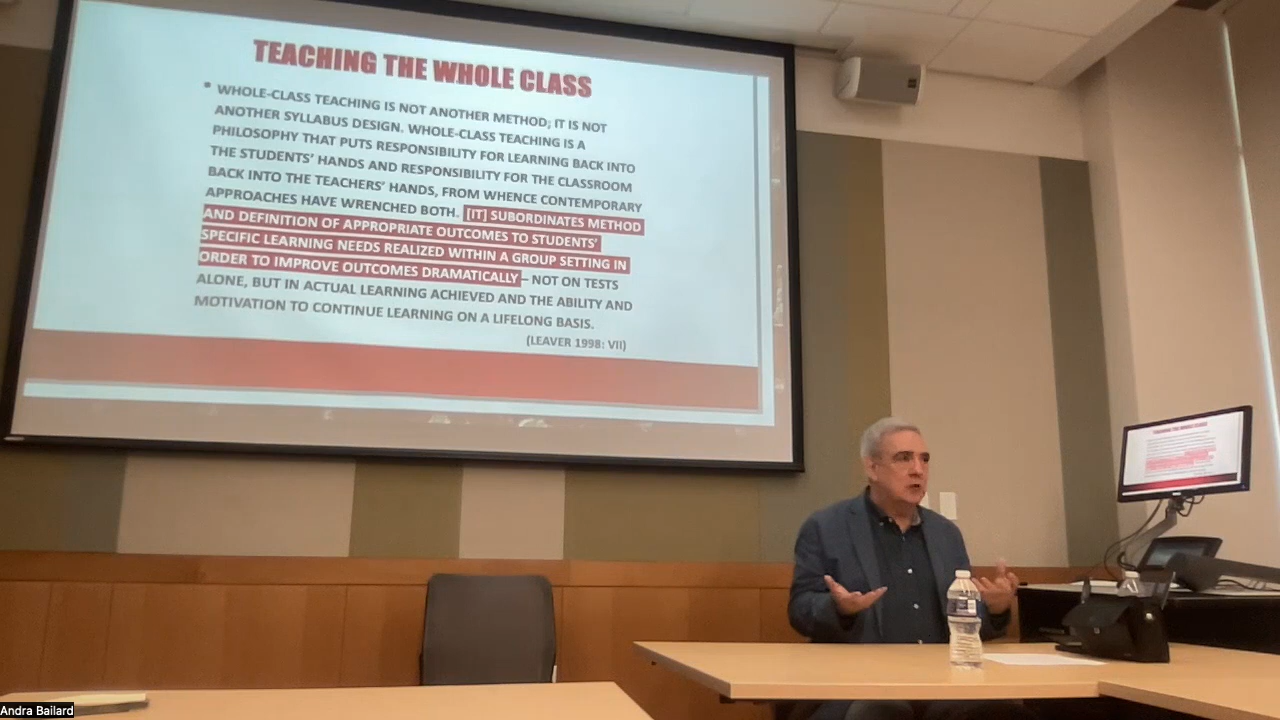 TEACHING THE WHOLE CLASS
• WHOLE-CLASS TEACHING IS NOT ANOTHER METHOD; IT IS NOT
ANOTHER SYLLABUS DESIGN. WHOLE-CLASS TEACHING IS A
PHILOSOPHY THAT PUTS RESPONSIBILITY FOR LEARNING BACK INTO
THE STUDENTS' HANDS AND RESPONSIBILITY FOR THE CLASSROOM
BACK INTO THE TEACHERS' HANDS, FROM WHENCE CONTEMPORARY
APPROACHES HAVE WRENCHED BOTH. [IT] SUBORDINATES METHOD
AND DEFINITION OF APPROPRIATE OUTCOMES TO STUDENTS'
SPECIFIC LEARNING NEEDS REALIZED WITHIN A GROUP SETTING IN
ORDER TO IMPROVE OUTCOMES DRAMATICALLY – NOT ON TESTS
ALONE, BUT IN ACTUAL LEARNING ACHIEVED AND THE ABILITY AND
MOTIVATION TO CONTINUE LEARNING ON A LIFELONG BASIS.
(LEAVER 1998: VII)
TEACHING THE WHOLE CLASS
Andra Bailard